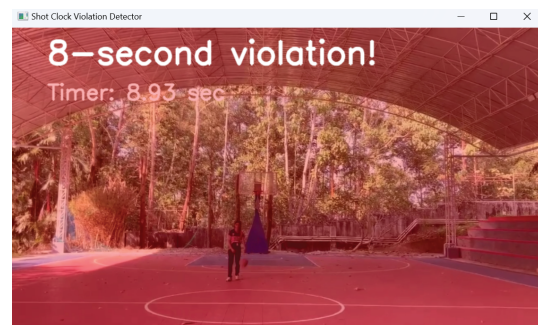 Shot Clock Violation Detector
8-second violation!
Timer: 8.93 sec